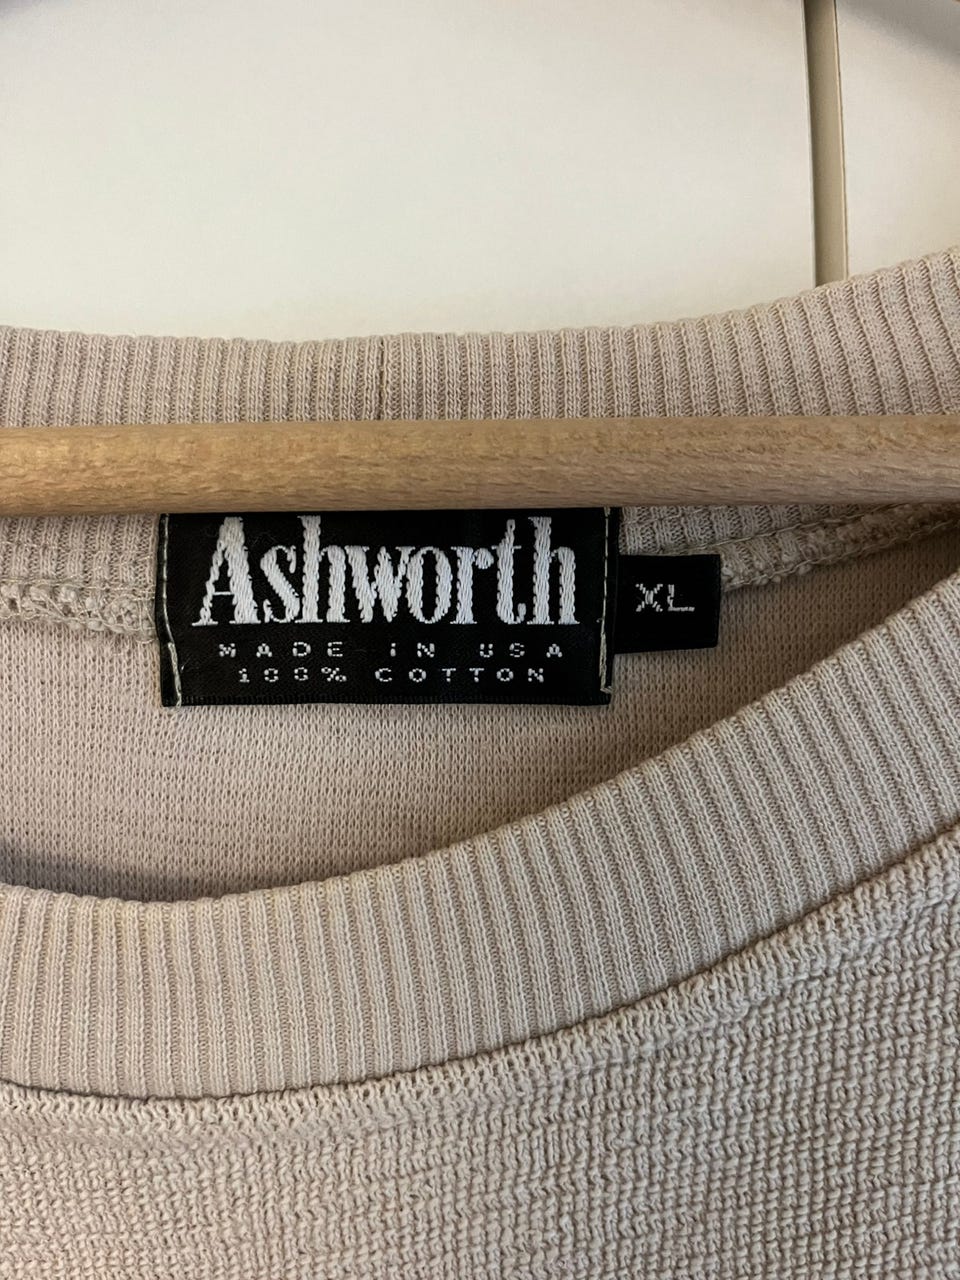 Ashworth
XL
MADE IN USA
100% COTTON